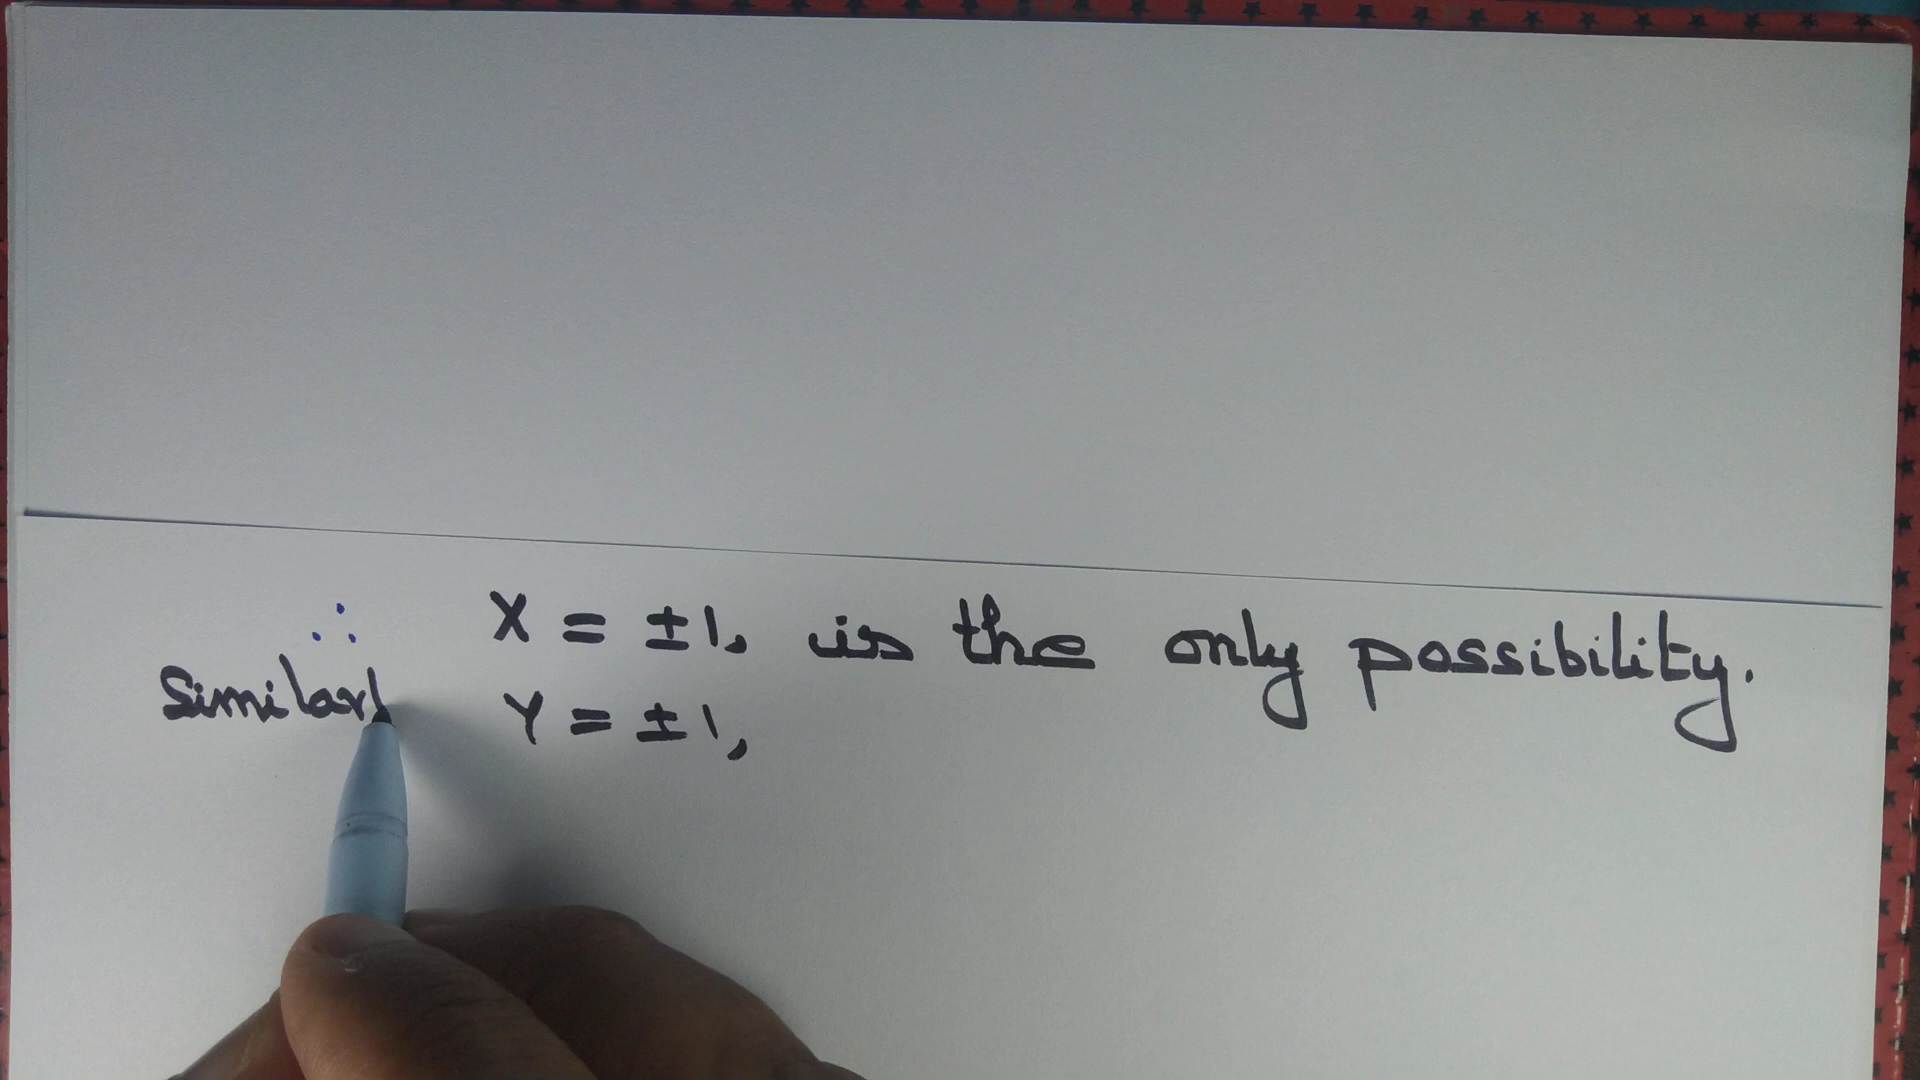 ∴ X = ±1, is the only possibility.
Similarl Y = ±1,